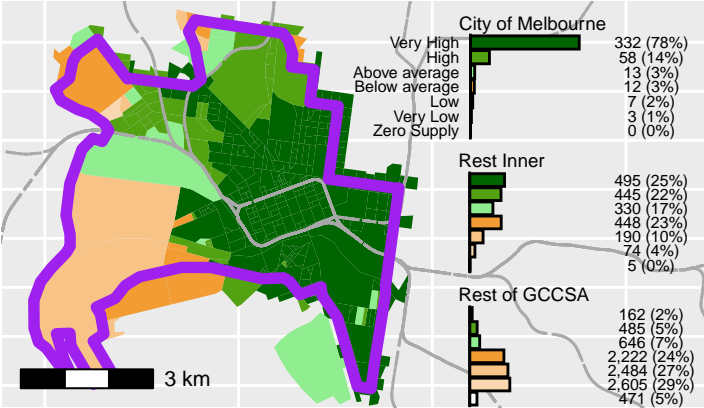 City of Melbourne
Very High 332 (78%)
High 58 (14%)
Above average 13 (3%)
Below average 12 (3%)
Low 7 (2%)
Very Low 3 (1%)
Zero Supply 0 (0%)
Rest Inner
495 (25%)
445 (22%)
330 (17%)
448 (23%)
190 (10%)
74 (4%)
5 (0%)
Rest of GCCSA
162 (2%)
485 (5%)
646 (7%)
2,222 (24%)
2,484 (27%)
2,605 (29%)
471 (5%)
3 km